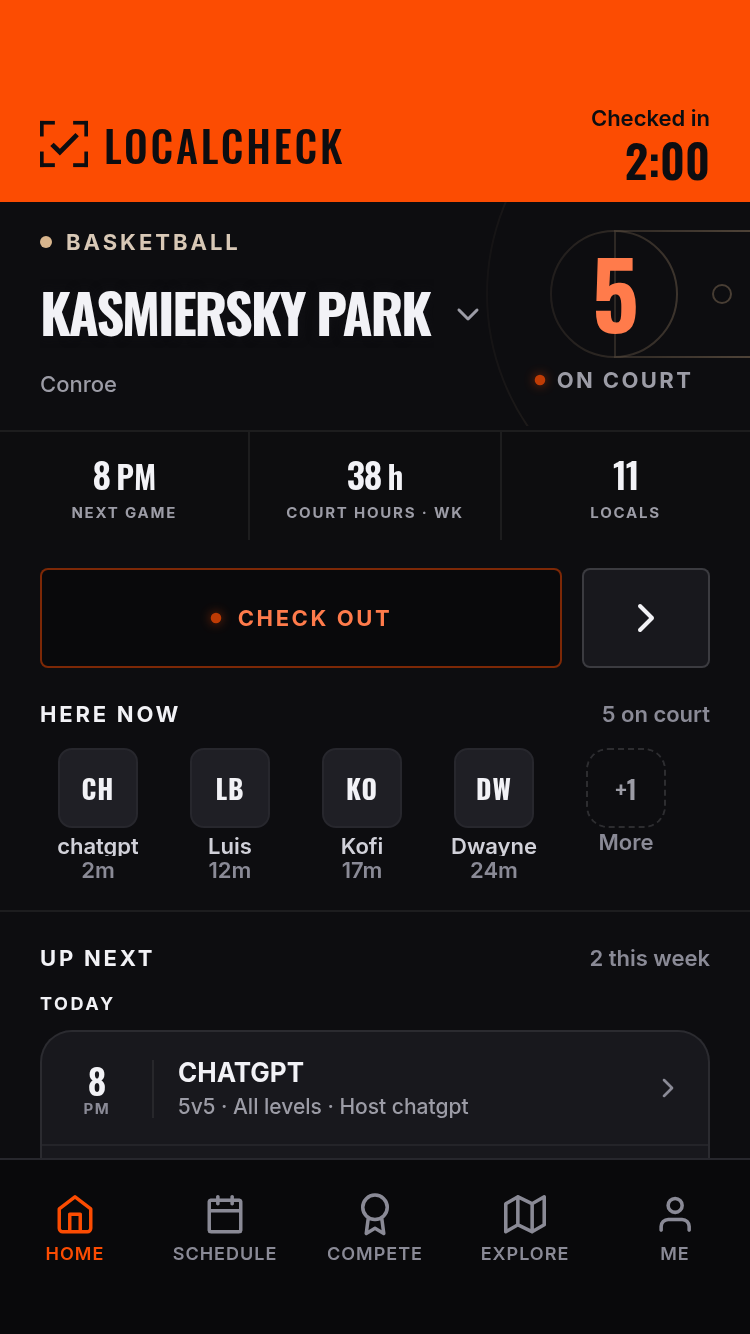 LOCALCHECK
Checked in
2:00
BASKETBALL
KASMIERSKY PARK
Conroe
5
ON COURT
8 PM
NEXT GAME
38 h
COURT HOURS · WK
11
LOCALS
CHECK OUT
HERE NOW
5 on court
CH
chatgpt
2m
LB
Luis
12m
KO
Kofi
17m
DW
Dwayne
24m
+1
More
UP NEXT
2 this week
TODAY
8
PM
CHATGPT
5v5 · All levels · Host chatgpt
HOME
SCHEDULE
COMPETE
EXPLORE
ME